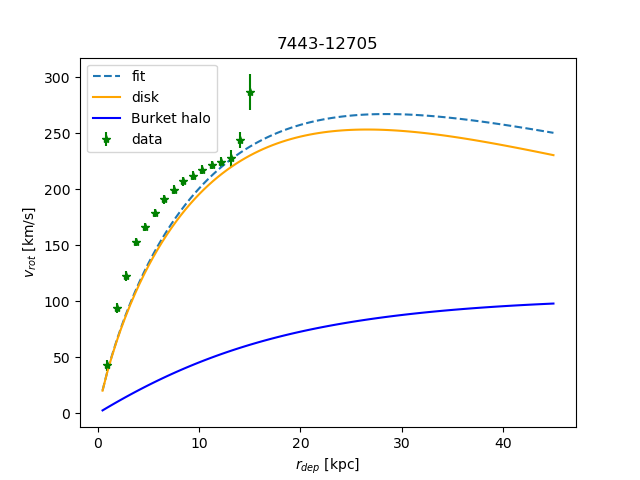 7443-12705
fit
disk
Burket halo
data
300
250
200
150
100
50
0
v_rot [km/s]
0 10 20 30 40
r_dep [kpc]